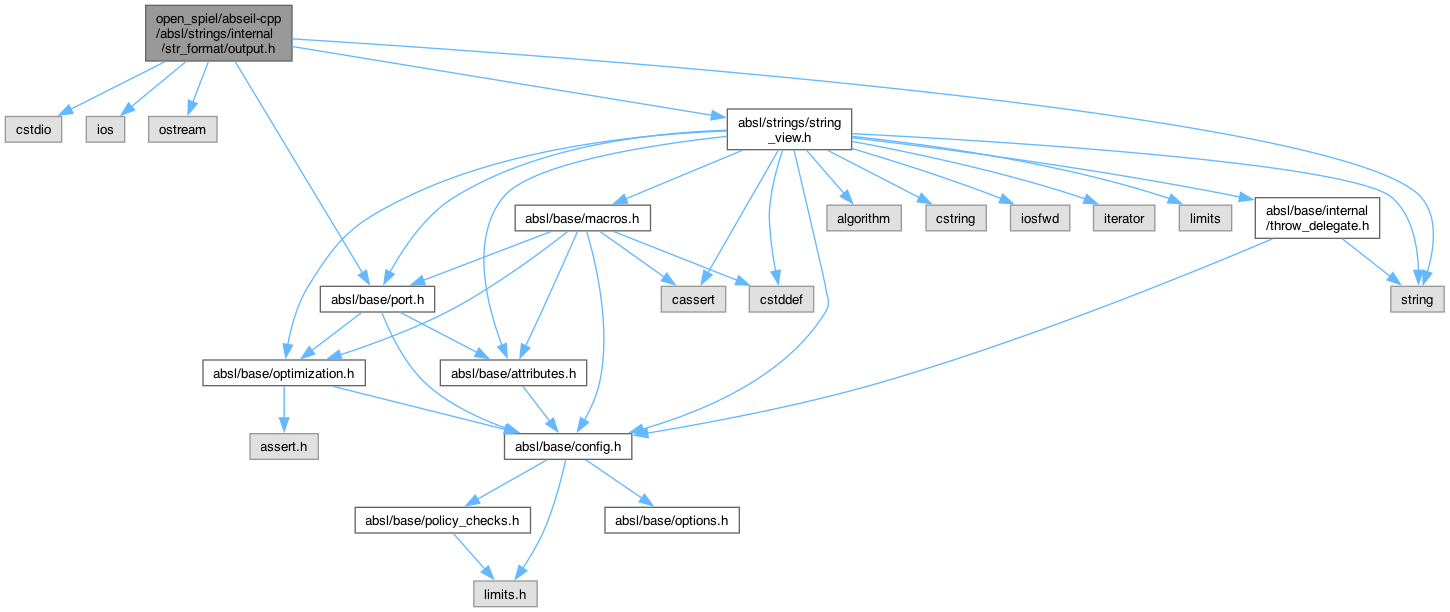 open_spiel/abseil-cpp
/absl/strings/internal
/str_format/output.h
cstdio
ios
ostream
absl/strings/string
_view.h
absl/base/macros.h
algorithm
cstring
iosfwd
iterator
limits
absl/base/internal
/throw_delegate.h
absl/base/port.h
cassert
cstddef
string
absl/base/optimization.h
absl/base/attributes.h
assert.h
absl/base/config.h
absl/base/policy_checks.h
absl/base/options.h
limits.h